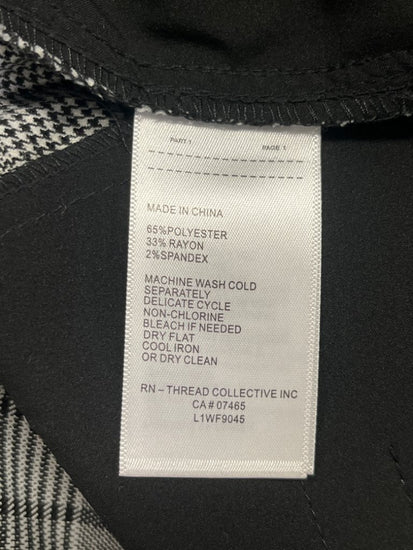 PART 1 PAGE 1
MADE IN CHINA
65%POLYESTER
33% RAYON
2%SPANDEX
MACHINE WASH COLD
SEPARATELY
DELICATE CYCLE
NON-CHLORINE
BLEACH IF NEEDED
DRY FLAT
COOL IRON
OR DRY CLEAN
RN – THREAD COLLECTIVE INC
CA # 07465
L1WF9045